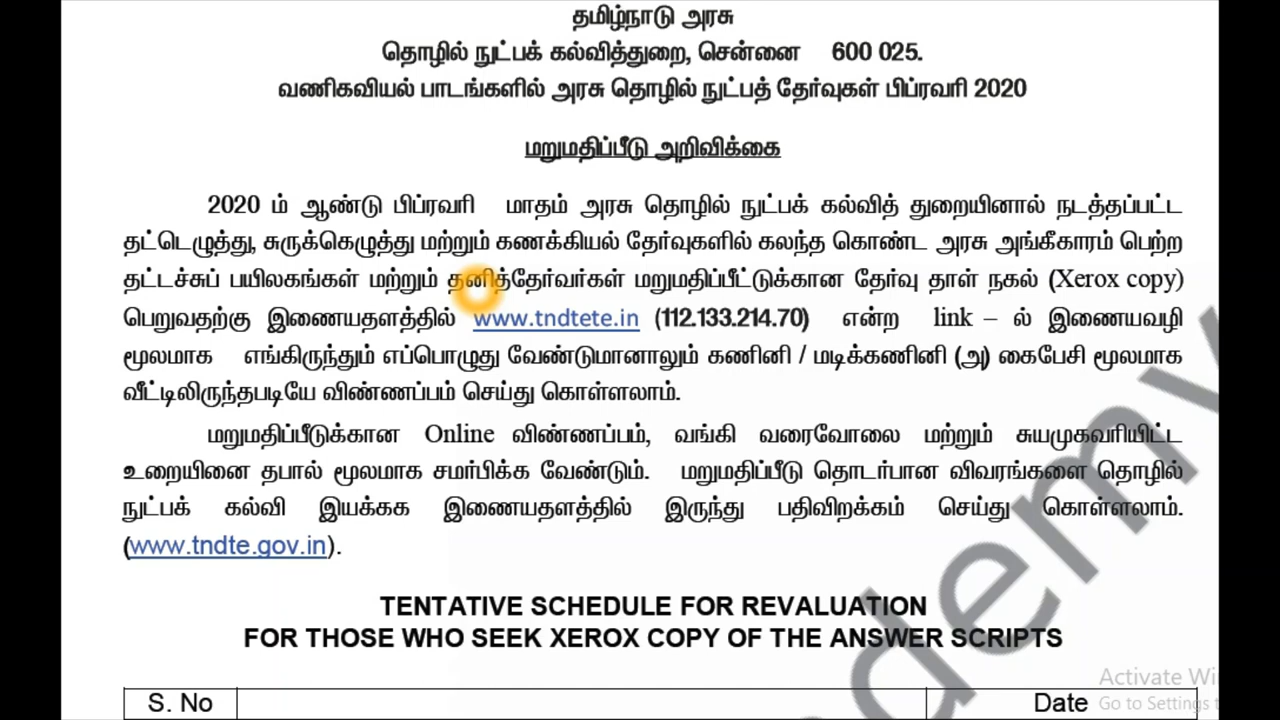 தமிழ்நாடு அரசு
தொழில் நுட்பக் கல்வித்துறை, சென்னை 600 025.
வணிகவியல் பாடங்களில் அரசு தொழில் நுட்பத் தேர்வுகள் பிப்ரவரி 2020
மறுமதிப்பீடு அறிவிக்கை
2020 ம் ஆண்டு பிப்ரவரி மாதம் அரசு தொழில் நுட்பக் கல்வித் துறையினால் நடத்தப்பட்ட
தட்டெழுத்து, சுருக்கெழுத்து மற்றும் கணக்கியல் தேர்வுகளில் கலந்த கொண்ட அரசு அங்கீகாரம் பெற்ற
தட்டச்சுப் பயிலகங்கள் மற்றும் தனித்தேர்வர்கள் மறுமதிப்பீட்டுக்கான தேர்வு தாள் நகல் (Xerox copy)
பெறுவதற்கு இணையதளத்தில் www.tndtete.in (112.133.214.70) என்ற link – ல் இணையவழி
மூலமாக எங்கிருந்தும் எப்பொழுது வேண்டுமானாலும் கணினி / மடிக்கணினி (அ) கைபேசி மூலமாக
வீட்டிலிருந்தபடியே விண்ணப்பம் செய்து கொள்ளலாம்.
மறுமதிப்பீடுக்கான Online விண்ணப்பம், வங்கி வரைவோலை மற்றும் சுயமுகவரியிட்ட
உறையினை தபால் மூலமாக சமர்பிக்க வேண்டும். மறுமதிப்பீடு தொடர்பான விவரங்களை தொழில்
நுட்பக் கல்வி இயக்கக இணையதளத்தில் இருந்து பதிவிறக்கம் செய்து கொள்ளலாம்.
(www.tndte.gov.in).
TENTATIVE SCHEDULE FOR REVALUATION
FOR THOSE WHO SEEK XEROX COPY OF THE ANSWER SCRIPTS
S. No Date